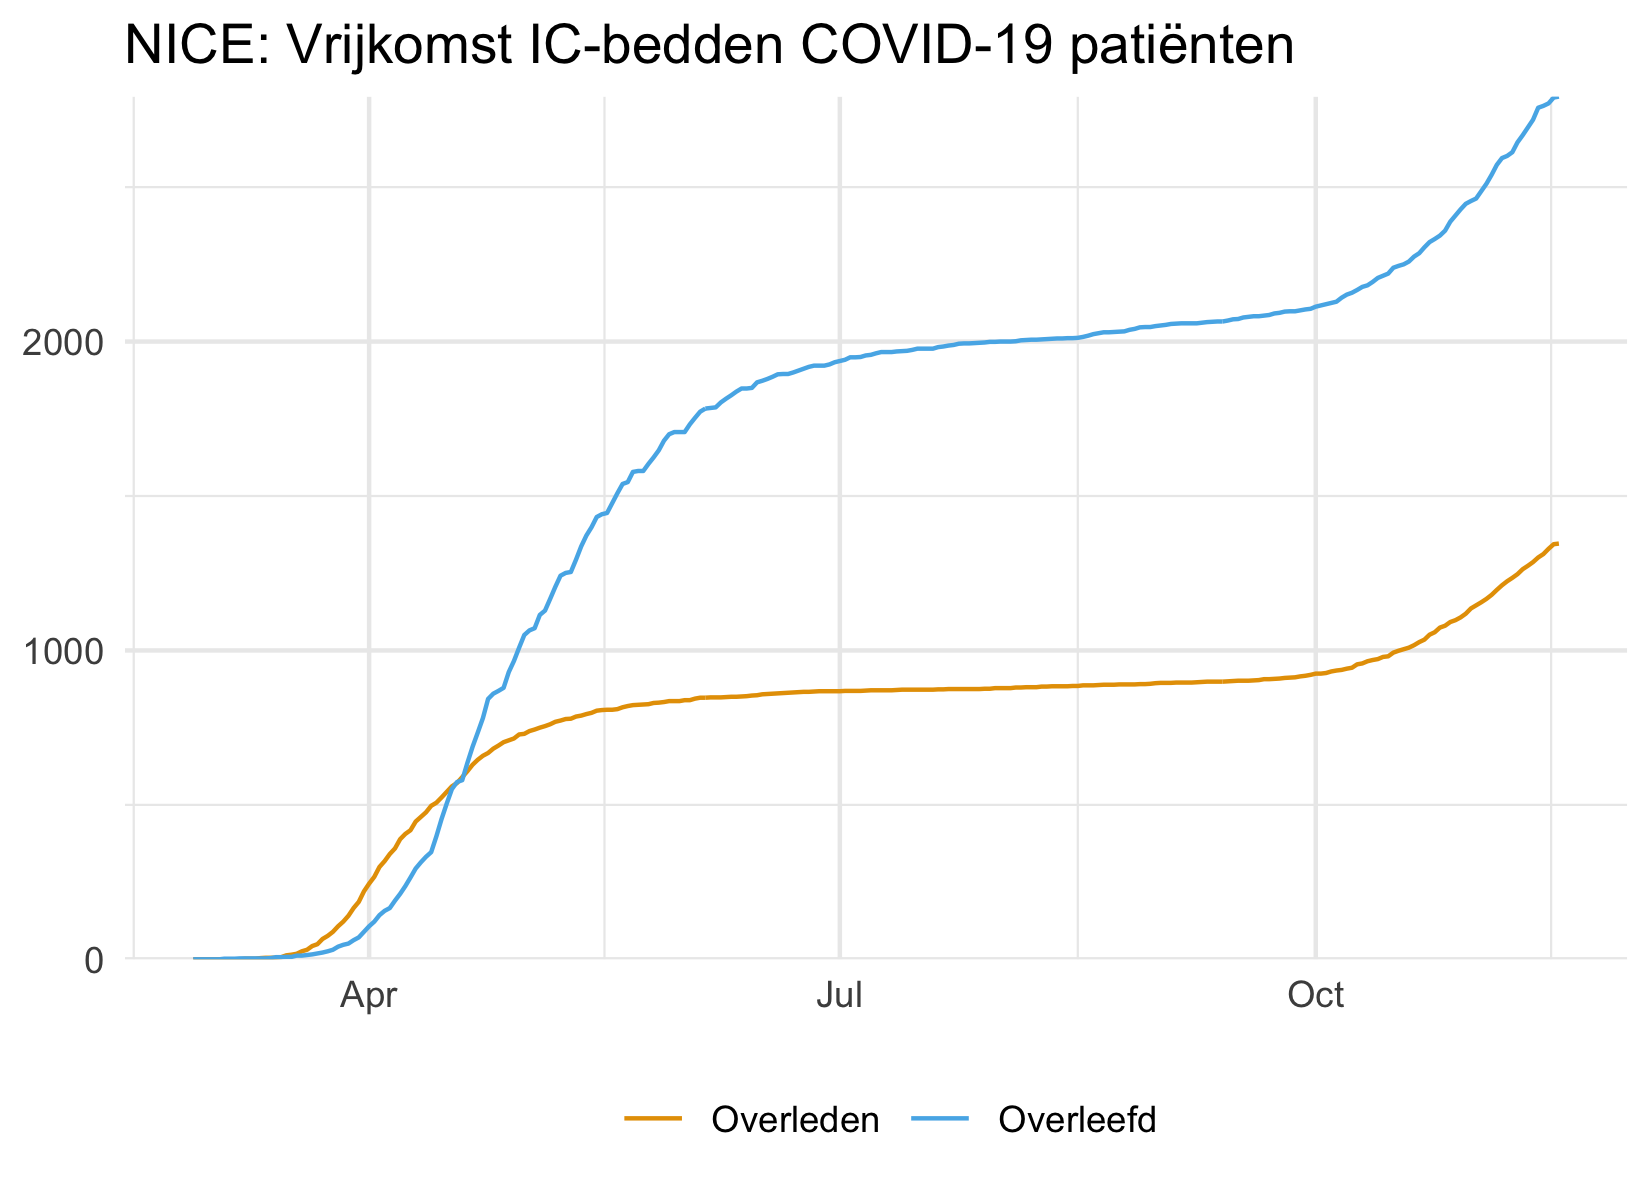 NICE: Vrijkomst IC-bedden COVID-19 patiënten
2000
1000
0
Apr Jul Oct
Overleden Overleefd